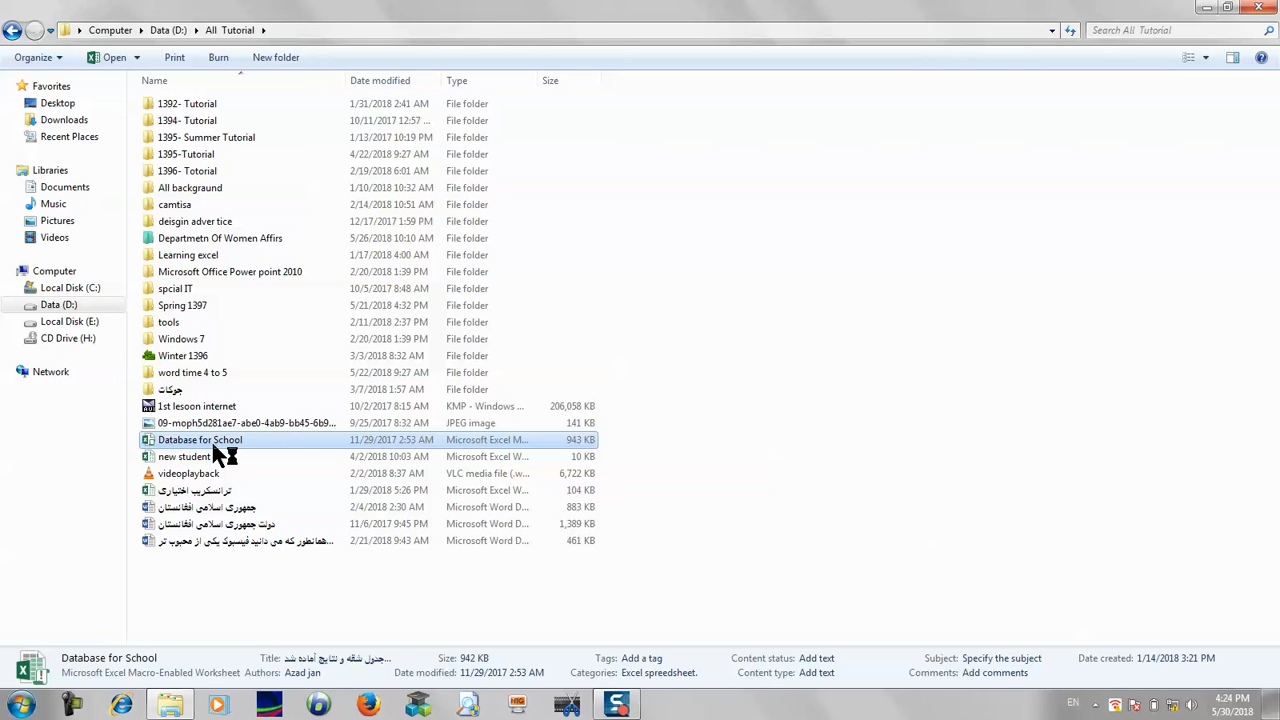 Computer ▸ Data (D:) ▸ All Tutorial ▸
Search All Tutorial
Organize Open Print Burn New folder
Name Date modified Type Size
Favorites
Desktop
Downloads
Recent Places
Libraries
Documents
Music
Pictures
Videos
Computer
Local Disk (C:)
Data (D:)
Local Disk (E:)
CD Drive (H:)
Network
1392- Tutorial 1/31/2018 2:41 AM File folder
1394- Tutorial 10/11/2017 12:57 ... File folder
1395- Summer Tutorial 1/13/2017 10:19 PM File folder
1395-Tutorial 4/22/2018 9:27 AM File folder
1396- Totorial 2/19/2018 6:01 AM File folder
All backgraund 1/10/2018 10:32 AM File folder
camtisa 2/14/2018 10:51 AM File folder
deisgin adver tice 12/17/2017 1:59 PM File folder
Departmetn Of Women Affirs 5/26/2018 10:10 AM File folder
Learning excel 1/17/2018 4:00 AM File folder
Microsoft Office Power point 2010 2/20/2018 1:39 PM File folder
spcial IT 10/5/2017 8:48 AM File folder
Spring 1397 5/21/2018 4:32 PM File folder
tools 2/11/2018 2:37 PM File folder
Windows 7 2/20/2018 1:39 PM File folder
Winter 1396 3/3/2018 8:32 AM File folder
word time 4 to 5 5/22/2018 9:27 AM File folder
جوکات 3/7/2018 1:57 AM File folder
1st lesoon internet 10/2/2017 8:15 AM KMP - Windows ... 206,058 KB
09-moph5d281ae7-abe0-4ab9-bb45-6b9... 9/25/2017 8:32 AM JPEG image 141 KB
Database for School 11/29/2017 2:53 AM Microsoft Excel M... 943 KB
new student 4/2/2018 10:03 AM Microsoft Excel W... 10 KB
videoplayback 2/2/2018 8:37 AM VLC media file (.w... 6,722 KB
ترانسکریب اختیاری 1/29/2018 5:26 PM Microsoft Excel W... 104 KB
جمهوری اسلامی افغانستان 2/4/2018 2:30 AM Microsoft Word D... 883 KB
دولت جمهوری اسلامی افغانستان 11/6/2017 9:45 PM Microsoft Word D... 1,389 KB
همانطور که می دانید فیسبوک یکی از محبوب تر... 2/21/2018 9:43 AM Microsoft Word D... 461 KB
Database for School Title: جدول شقه و نتایج آماده شد... Size: 942 KB Tags: Add a tag Content status: Add text Subject: Specify the subject Date created: 1/14/2018 3:21 PM
Microsoft Excel Macro-Enabled Worksheet Authors: Azad jan Date modified: 11/29/2017 2:53 AM Categories: Excel spreadsheet. Content type: Add text Comments: Add comments
EN 4:24 PM
5/30/2018